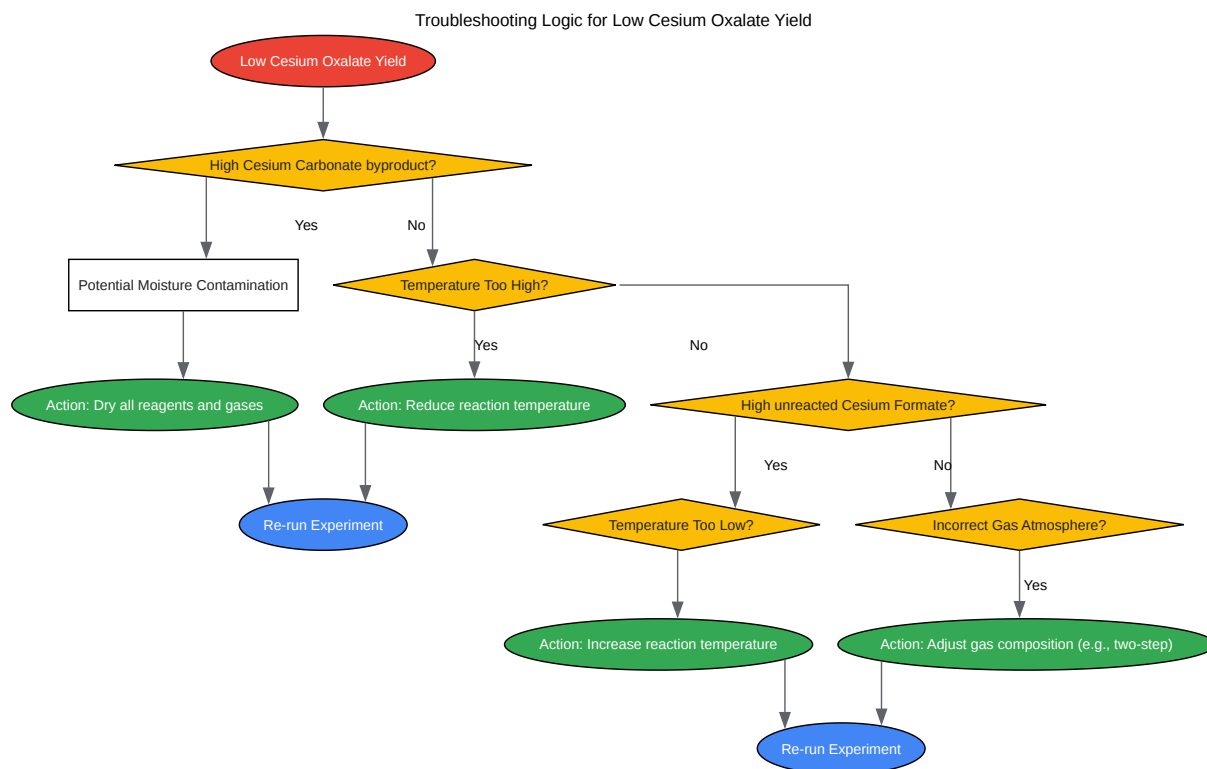 Troubleshooting Logic for Low Cesium Oxalate Yield
Low Cesium Oxalate Yield
High Cesium Carbonate byproduct?
Yes
No
Potential Moisture Contamination
Temperature Too High?
Yes
No
Action: Dry all reagents and gases
Action: Reduce reaction temperature
High unreacted Cesium Formate?
Yes
No
Re-run Experiment
Temperature Too Low?
Incorrect Gas Atmosphere?
Yes
Action: Increase reaction temperature
Action: Adjust gas composition (e.g., two-step)
Re-run Experiment